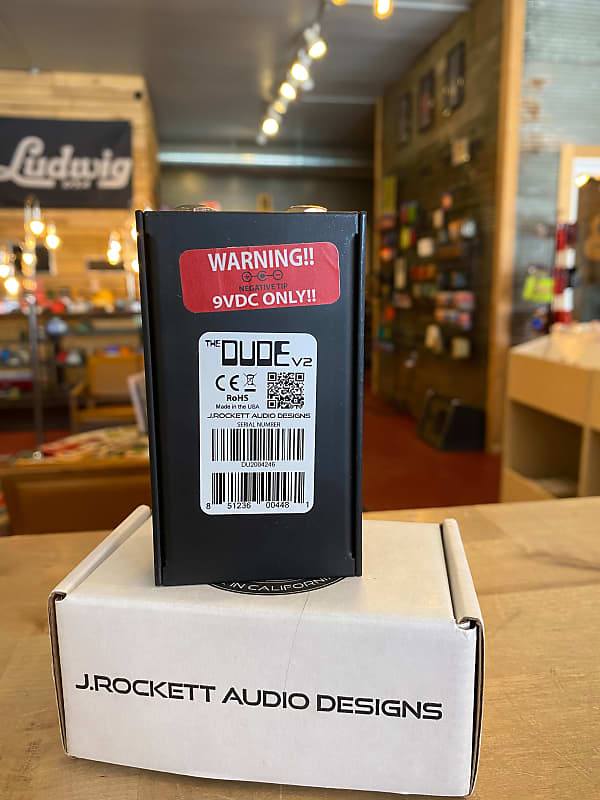 Ludwig
USA
WARNING!!
NEGATIVE TIP
9VDC ONLY!!
THE DUDE V2
CE
RoHS
Made in the USA
J.ROCKETT AUDIO DESIGNS
SERIAL NUMBER
DU2004246
8 51236 00448 1
IN CALIFORNI
J.ROCKETT AUDIO DESIGNS